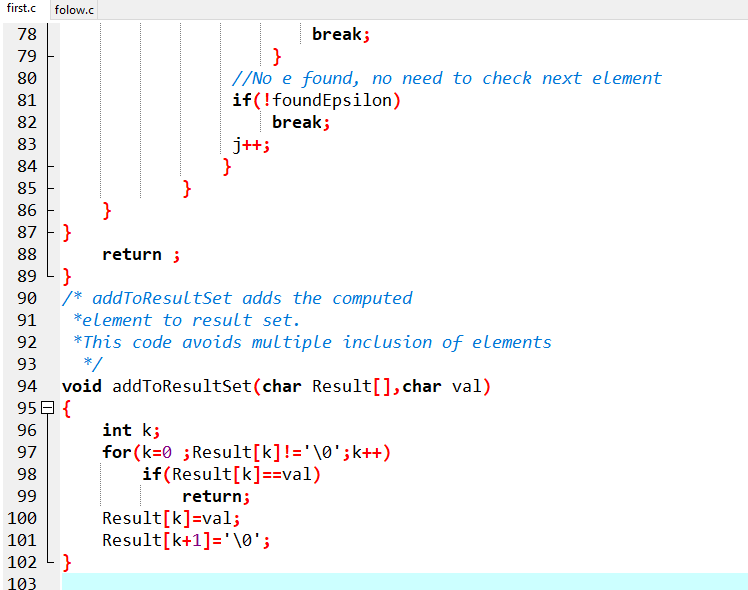 first.c folow.c
78 break;
79 }
80 //No e found, no need to check next element
81 if(!foundEpsilon)
82 break;
83 j++;
84 }
85 }
86 }
87 }
88 return ;
89 }
90 /* addToResultSet adds the computed
91 *element to result set.
92 *This code avoids multiple inclusion of elements
93 */
94 void addToResultSet(char Result[],char val)
95 {
96 int k;
97 for(k=0 ;Result[k]!='\0';k++)
98 if(Result[k]==val)
99 return;
100 Result[k]=val;
101 Result[k+1]='\0';
102 }
103